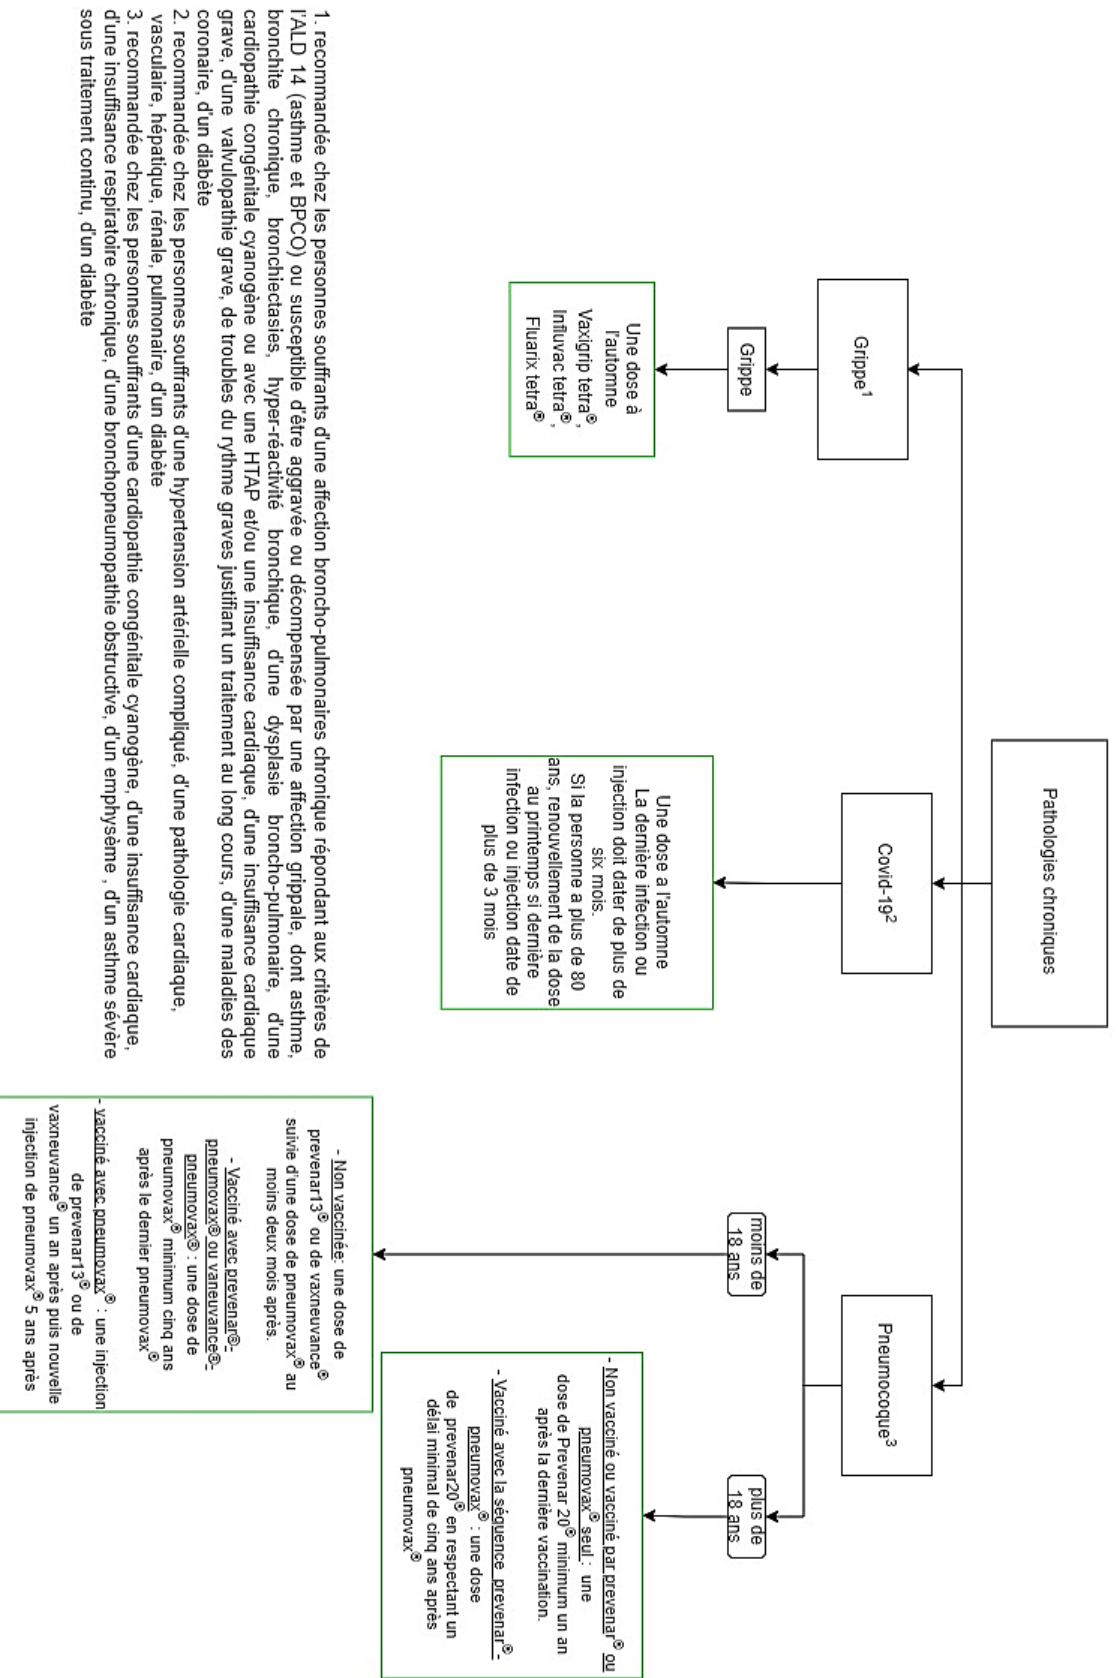 Pathologies chroniques
Grippe¹
Covid-19²
Pneumocoque³
Grippe
moins de
18 ans
plus de
18 ans
Une dose à
l'automne
Vaxigrip tetra®,
Influvac tetra®,
Fluarix tetra®
Une dose a l'automne
La dernière infection ou
injection doit dater de plus de
six mois.
Si la personne a plus de 80
ans, renouvellement de la dose
au printemps si dernière
infection ou injection date de
plus de 3 mois
- Non vaccinée: une dose de
prevenar13® ou de vaxneuvance®
suivie d'une dose de pneumovax® au
moins deux mois après.
- Vacciné avec prevenar®-
pneumovax® ou vaneuvance®-
pneumovax® : une dose de
pneumovax® minimum cinq ans
après le dernier pneumovax®
- vacciné avec pneumovax® : une injection
de prevenar13® ou de
vaxneuvance® un an après puis nouvelle
injection de pneumovax® 5 ans après
- Non vacciné ou vacciné par prevenar® ou
pneumovax® seul : une
dose de Prevenar 20® minimum un an
après la dernière vaccination.
- Vacciné avec la séquence prevenar®-
pneumovax® : une dose
de prevenar20® en respectant un
délai minimal de cinq ans après
pneumovax®
1. recommandée chez les personnes souffrants d'une affection broncho-pulmonaires chronique répondant aux critères de
l'ALD 14 (asthme et BPCO) ou susceptible d'être aggravée ou décompensée par une affection grippale, dont asthme,
bronchite chronique, bronchiectasies, hyper-réactivité bronchique, d'une dysplasie broncho-pulmonaire, d'une
cardiopathie congénitale cyanogène ou avec une HTAP et/ou une insuffisance cardiaque, d'une insuffisance cardiaque
grave, d'une valvulopathie grave, de troubles du rythme graves justifiant un traitement au long cours, d'une maladies des
coronaire, d'un diabète
2. recommandée chez les personnes souffrants d'une hypertension artérielle compliqué, d'une pathologie cardiaque,
vasculaire, hépatique, rénale, pulmonaire, d'un diabète
3. recommandée chez les personnes souffrants d'une cardiopathie congénitale cyanogène, d'une insuffisance cardiaque,
d'une insuffisance respiratoire chronique, d'une bronchopneumopathie obstructive, d'un emphysème , d'un asthme sévère
sous traitement continu, d'un diabète